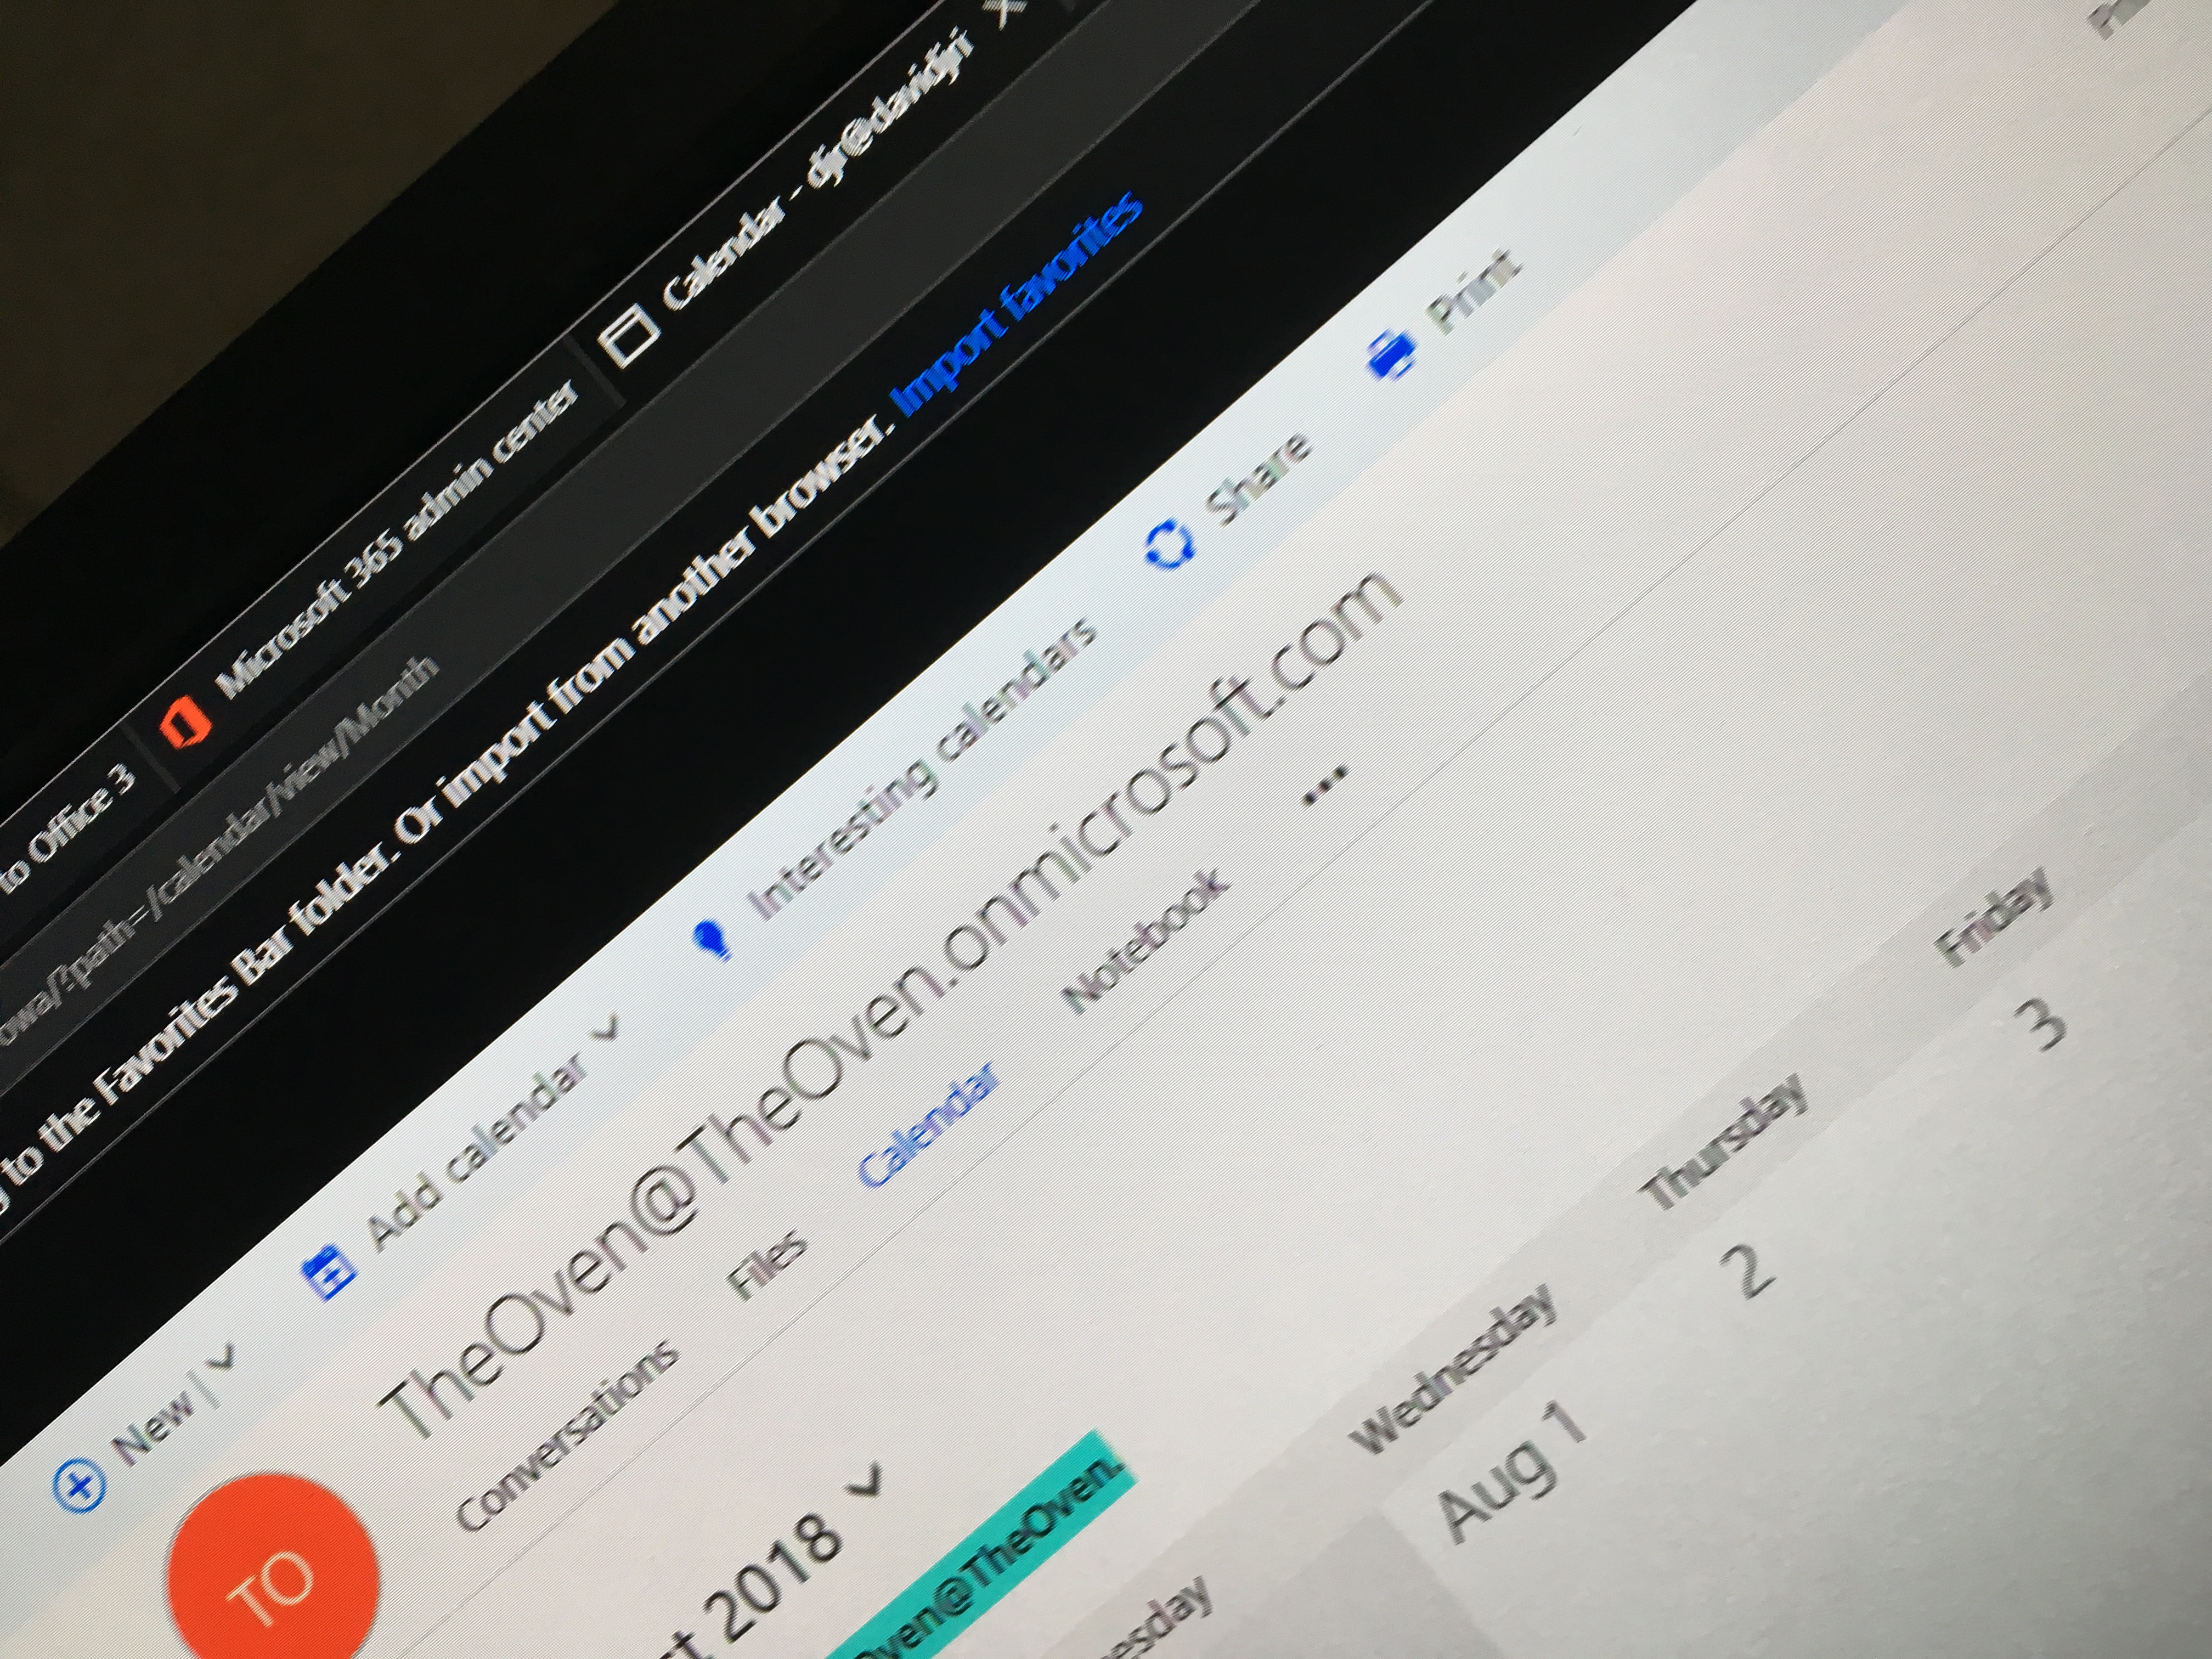 to Office 3 Microsoft 365 admin center Calendar - djr@davidjri X
owa/?path=/calendar/view/Month
to the Favorites Bar folder. Or import from another browser. Import favorites
New | Add calendar Interesting calendars Share Print
TO TheOven@TheOven.onmicrosoft.com
Conversations Files Calendar Notebook ...
2018
Oven@TheOven.
esday Wednesday Thursday Friday
Aug 1 2 3